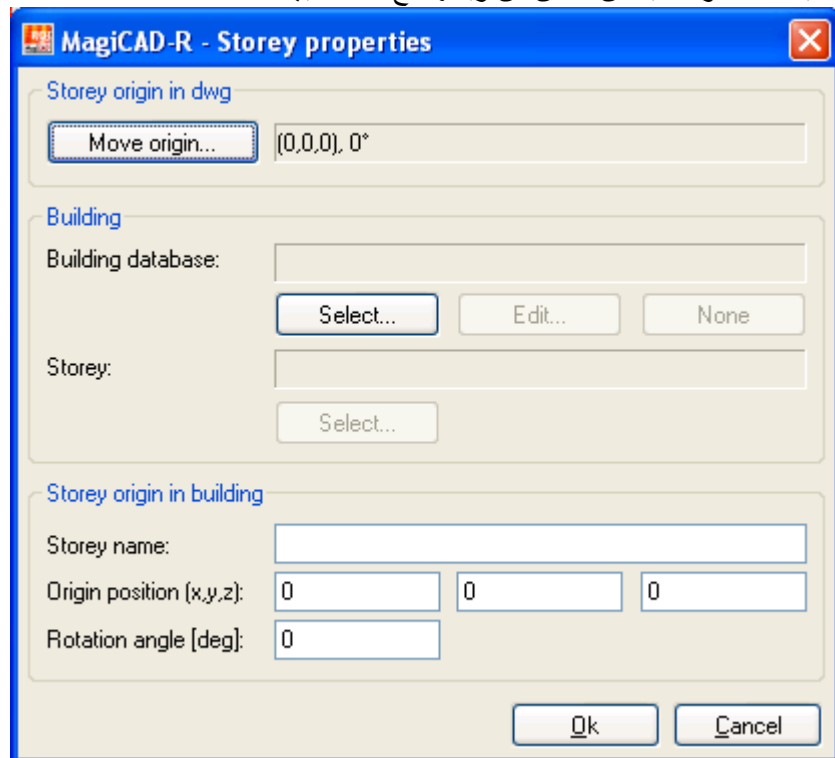 MagiCAD-R - Storey properties
Storey origin in dwg
Move origin... (0,0,0), 0°
Building
Building database:
Select... Edit... None
Storey:
Select...
Storey origin in building
Storey name:
Origin position (x,y,z): 0 0 0
Rotation angle [deg]: 0
Ok Cancel